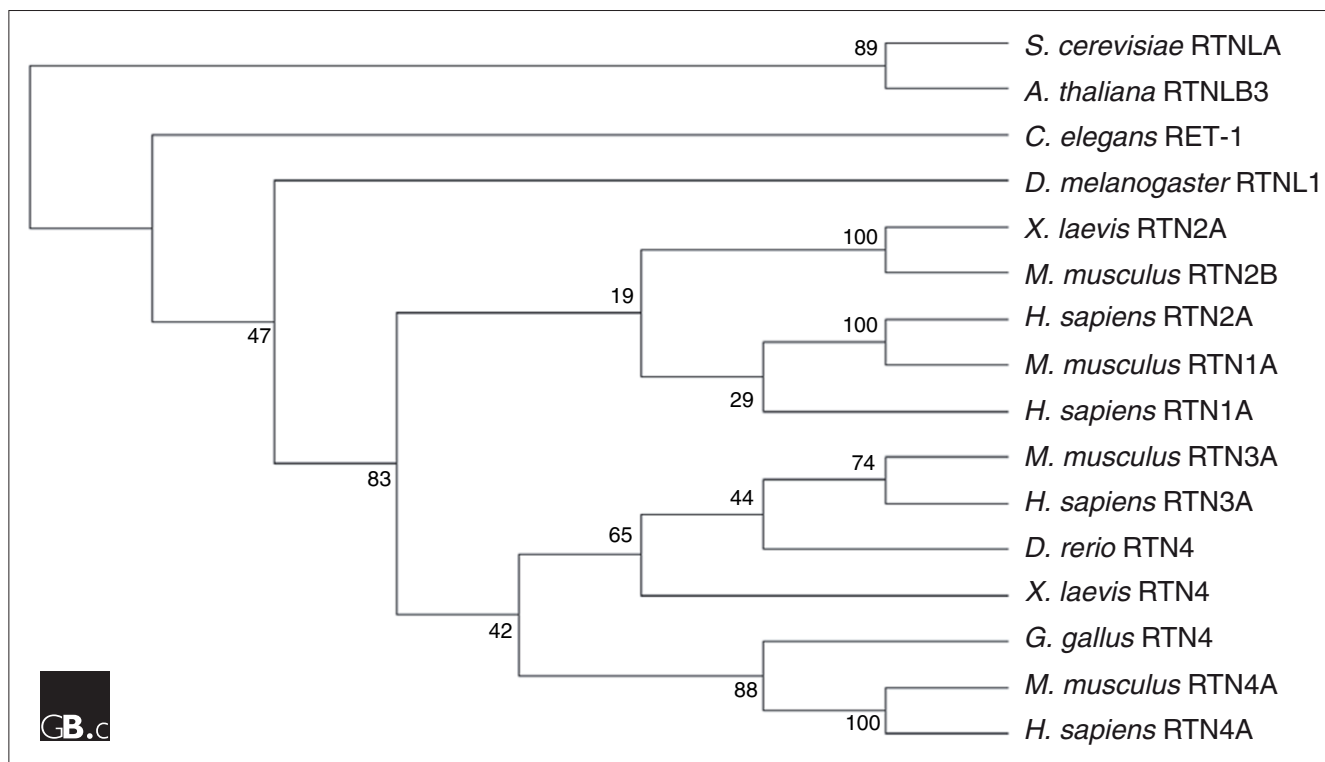 89
S. cerevisiae RTNLA
A. thaliana RTNLB3
C. elegans RET-1
D. melanogaster RTNL1
X. laevis RTN2A
100
M. musculus RTN2B
19
H. sapiens RTN2A
100
47
M. musculus RTN1A
29
H. sapiens RTN1A
M. musculus RTN3A
74
83
44
H. sapiens RTN3A
65
D. rerio RTN4
X. laevis RTN4
42
G. gallus RTN4
88
M. musculus RTN4A
100
H. sapiens RTN4A
GB.c